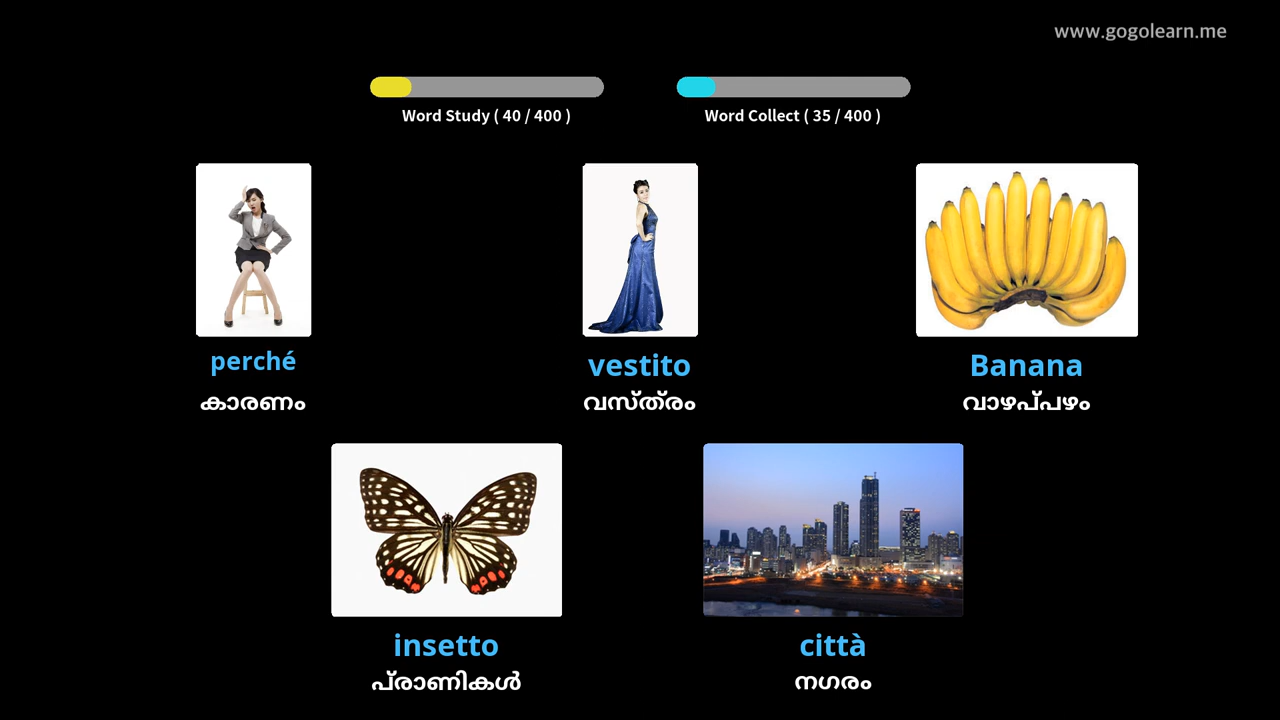 www.gogolearn.me
Word Study ( 40 / 400 )
Word Collect ( 35 / 400 )
perché
കാരണം
vestito
വസ്ത്രം
Banana
വാഴപ്പഴം
insetto
പ്രാണികൾ
città
നഗരം